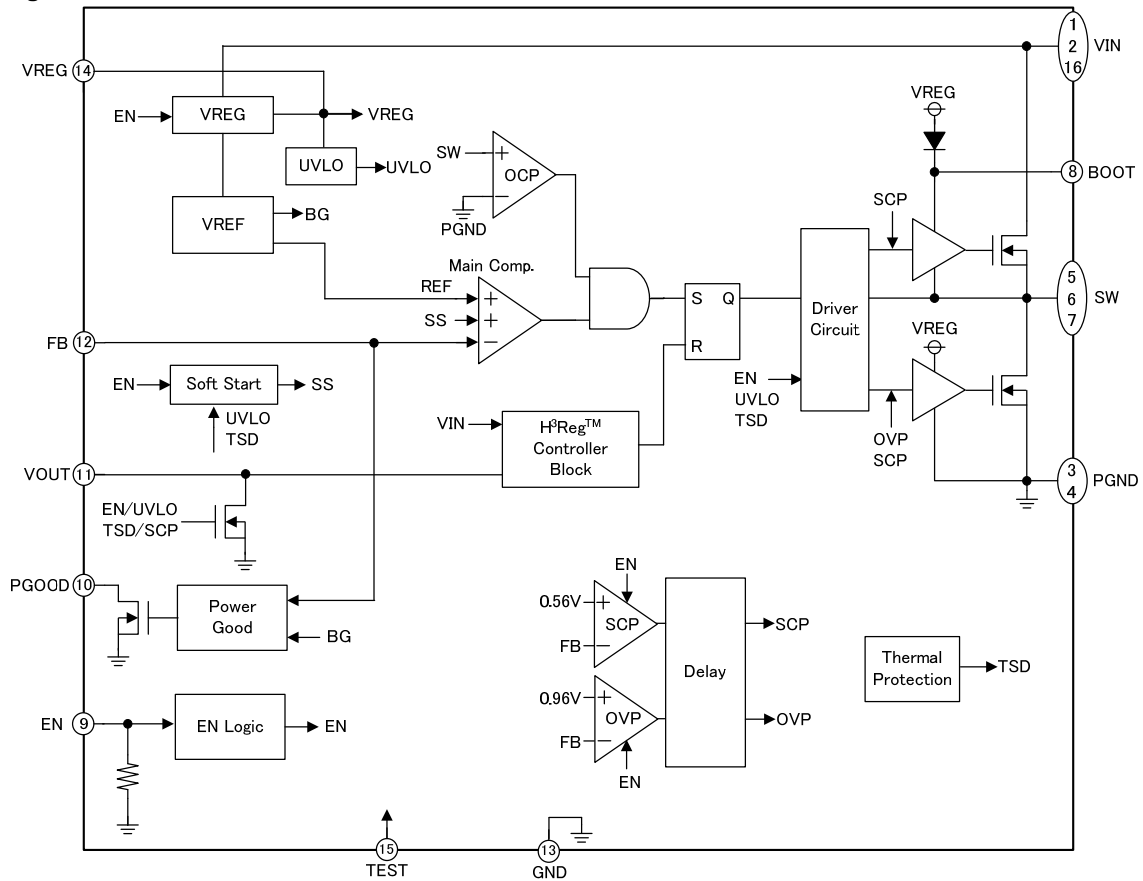 1
2
16
VIN
VREG
14
EN
VREG
VREG
VREG
UVLO
UVLO
SW
+
OCP
−
PGND
8
BOOT
VREF
BG
SCP
Main Comp.
REF
+
SS
+
−
S Q
R
Driver
Circuit
5
6
7
SW
FB
12
VREG
EN
Soft Start
SS
UVLO
TSD
EN
UVLO
TSD
VIN
H³Reg™
Controller
Block
OVP
SCP
VOUT
11
3
4
PGND
EN/UVLO
TSD/SCP
PGOOD
10
Power
Good
BG
EN
0.56V
+
SCP
FB
−
Delay
SCP
Thermal
Protection
TSD
0.96V
+
OVP
FB
−
OVP
EN
EN
9
EN Logic
EN
15
TEST
13
GND